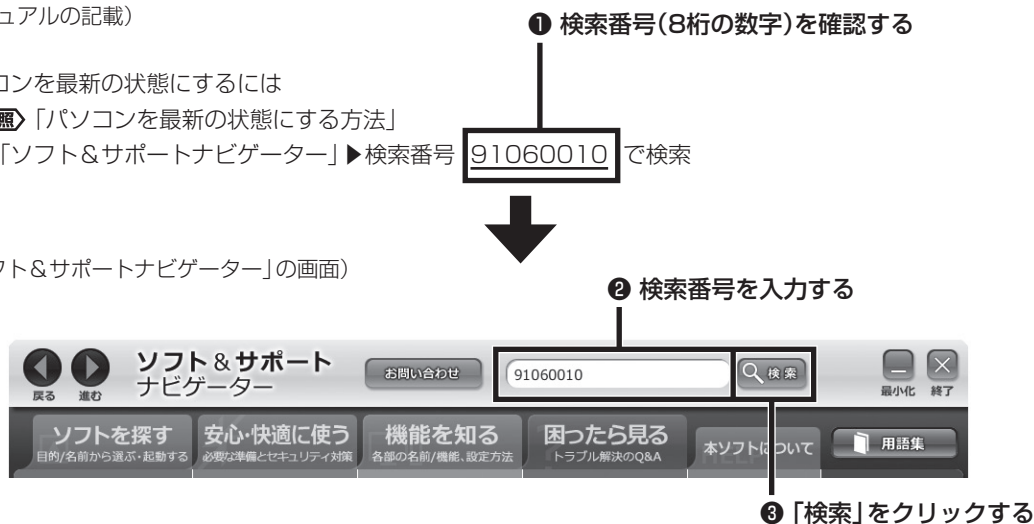 ュアルの記載)
❶ 検索番号(8桁の数字)を確認する
コンを最新の状態にするには
照 「パソコンを最新の状態にする方法」
「ソフト&サポートナビゲーター」▶検索番号 91060010 で検索
フト&サポートナビゲーター」の画面)
❷ 検索番号を入力する
戻る 進む
ソフト&サポート
ナビゲーター
お問い合わせ
91060010
検索
最小化 終了
ソフトを探す
目的/名前から選ぶ・起動する
安心・快適に使う
必要な準備とセキュリティ対策
機能を知る
各部の名前/機能、設定方法
困ったら見る
トラブル解決のQ&A
本ソフトについて
用語集
❸「検索」をクリックする